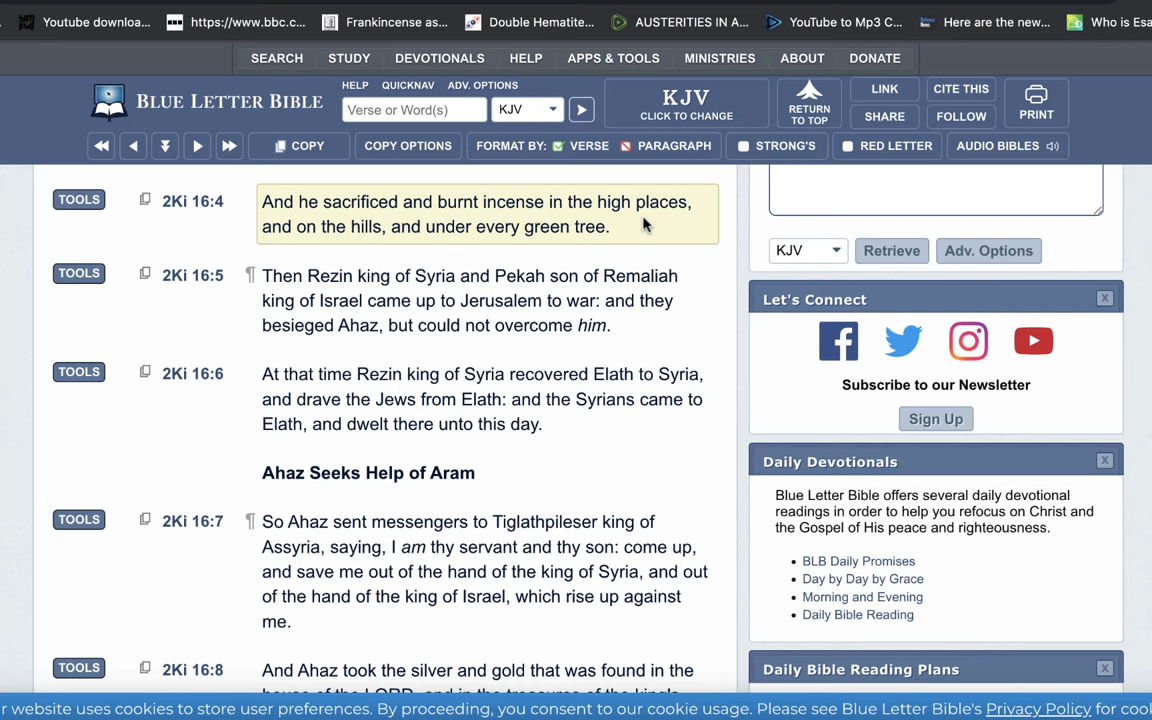 Youtube downloa...
https://www.bbc.c...
Frankincense as...
Double Hematite...
AUSTERITIES IN A...
YouTube to Mp3 C...
Here are the new...
Who is Esa
SEARCH STUDY DEVOTIONALS HELP APPS & TOOLS MINISTRIES ABOUT DONATE
BLUE LETTER BIBLE
HELP QUICKNAV ADV. OPTIONS
Verse or Word(s) KJV
KJV
CLICK TO CHANGE
RETURN
TO TOP
LINK CITE THIS
SHARE FOLLOW
PRINT
COPY COPY OPTIONS FORMAT BY: VERSE PARAGRAPH STRONG'S RED LETTER AUDIO BIBLES
TOOLS 2Ki 16:4 And he sacrificed and burnt incense in the high places,
and on the hills, and under every green tree.
TOOLS 2Ki 16:5 ¶ Then Rezin king of Syria and Pekah son of Remaliah
king of Israel came up to Jerusalem to war: and they
besieged Ahaz, but could not overcome him.
TOOLS 2Ki 16:6 At that time Rezin king of Syria recovered Elath to Syria,
and drave the Jews from Elath: and the Syrians came to
Elath, and dwelt there unto this day.
Ahaz Seeks Help of Aram
TOOLS 2Ki 16:7 ¶ So Ahaz sent messengers to Tiglathpileser king of
Assyria, saying, I am thy servant and thy son: come up,
and save me out of the hand of the king of Syria, and out
of the hand of the king of Israel, which rise up against
me.
TOOLS 2Ki 16:8 And Ahaz took the silver and gold that was found in the
house of the LORD, and in the treasures of the king's
KJV Retrieve Adv. Options
Let's Connect X
Subscribe to our Newsletter
Sign Up
Daily Devotionals X
Blue Letter Bible offers several daily devotional
readings in order to help you refocus on Christ and
the Gospel of His peace and righteousness.
• BLB Daily Promises
• Day by Day by Grace
• Morning and Evening
• Daily Bible Reading
Daily Bible Reading Plans X
r website uses cookies to store user preferences. By proceeding, you consent to our cookie usage. Please see Blue Letter Bible's Privacy Policy for cook